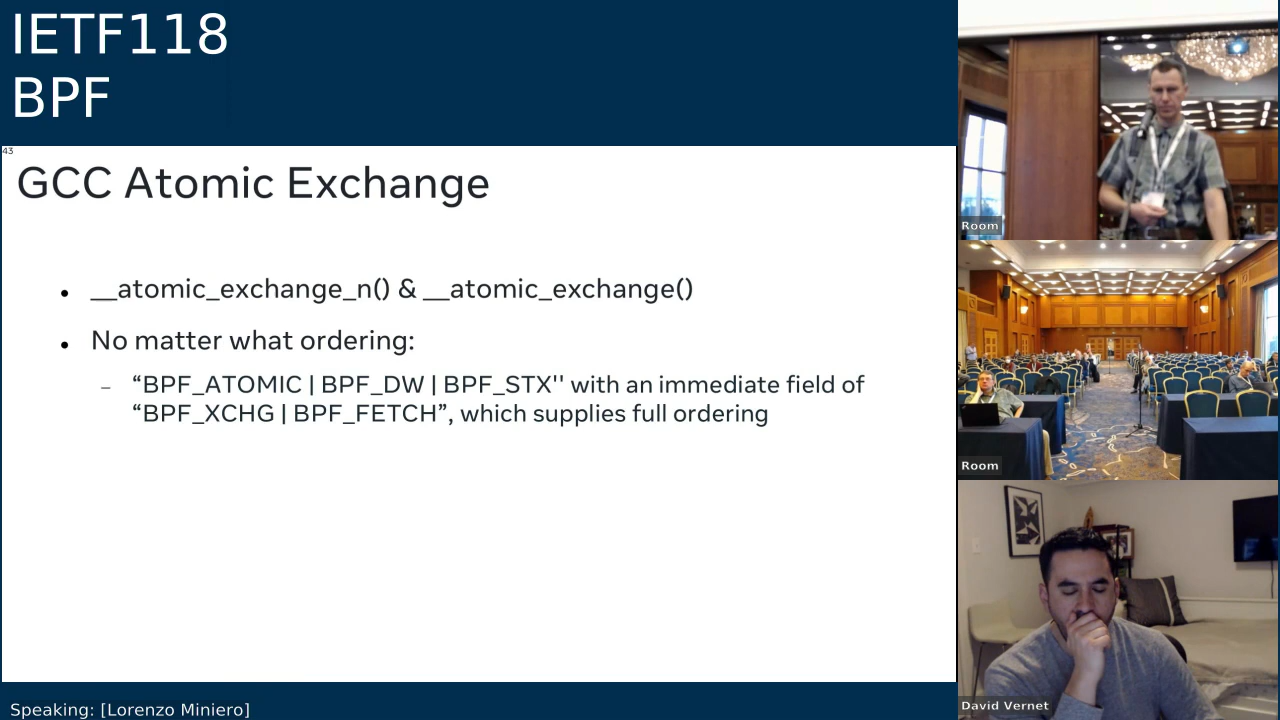 IETF118
BPF
43
GCC Atomic Exchange
● __atomic_exchange_n() & __atomic_exchange()
● No matter what ordering:
– “BPF_ATOMIC | BPF_DW | BPF_STX'' with an immediate field of
“BPF_XCHG | BPF_FETCH”, which supplies full ordering
Room
Room
David Vernet
Speaking: [Lorenzo Miniero]